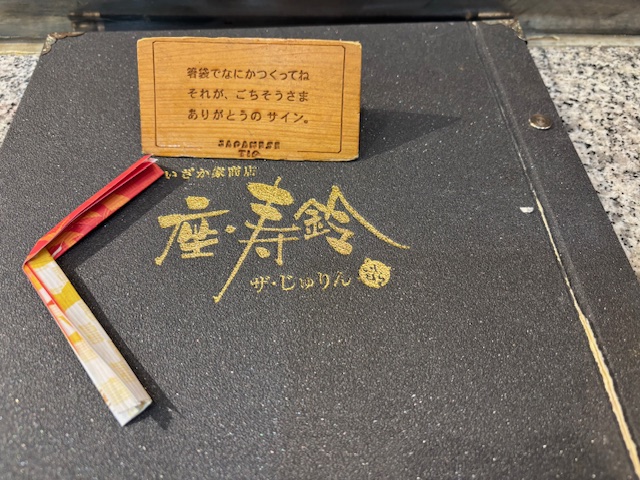 箸袋でなにかつくってね
それが、ごちそうさま
ありがとうの サイン。
JAPANESE
TIP
いざか家商店
座・寿鈴
ザ・じゅりん